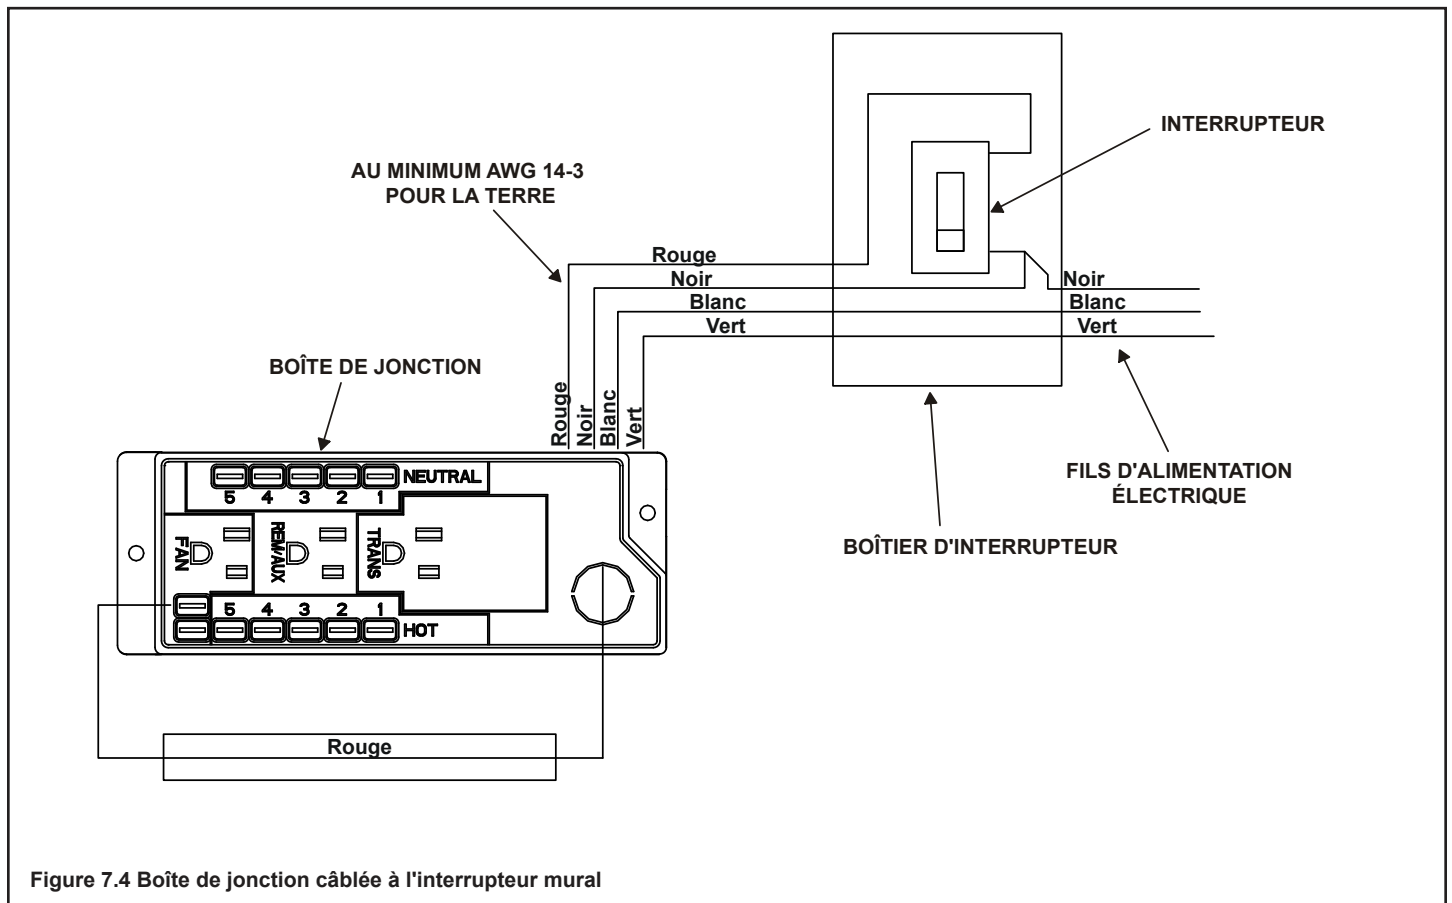 INTERRUPTEUR
AU MINIMUM AWG 14-3
POUR LA TERRE
Rouge
Noir
Noir
Blanc
Blanc
Vert
Vert
BOÎTE DE JONCTION
Rouge
Noir
Blanc
Vert
FILS D'ALIMENTATION
ÉLECTRIQUE
BOÎTIER D'INTERRUPTEUR
NEUTRAL
5 4 3 2 1
FAN
REM/AUX
TRANS
5 4 3 2 1
HOT
Rouge
Figure 7.4 Boîte de jonction câblée à l'interrupteur mural